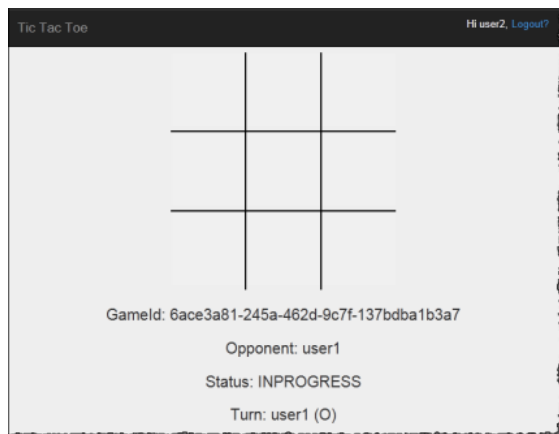 Tic Tac Toe
Hi user2, Logout?
GameId: 6ace3a81-245a-462d-9c7f-137bdba1b3a7
Opponent: user1
Status: INPROGRESS
Turn: user1 (O)